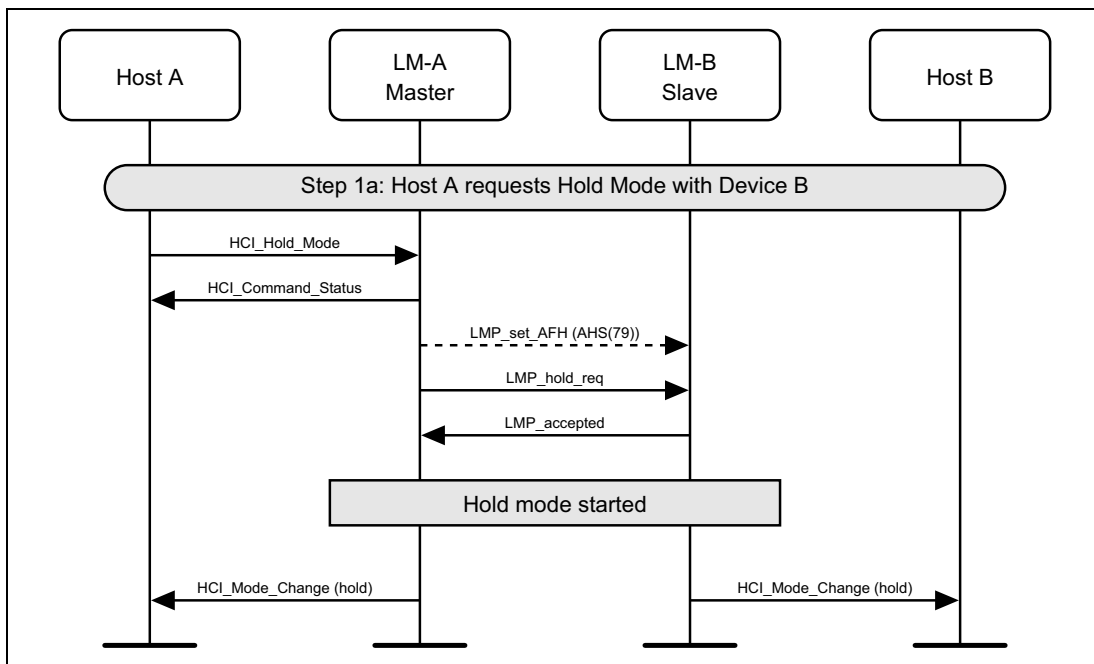 Host A
LM-A
Master
LM-B
Slave
Host B
Step 1a: Host A requests Hold Mode with Device B
HCI_Hold_Mode
HCI_Command_Status
LMP_set_AFH (AHS(79))
LMP_hold_req
LMP_accepted
Hold mode started
HCI_Mode_Change (hold)
HCI_Mode_Change (hold)